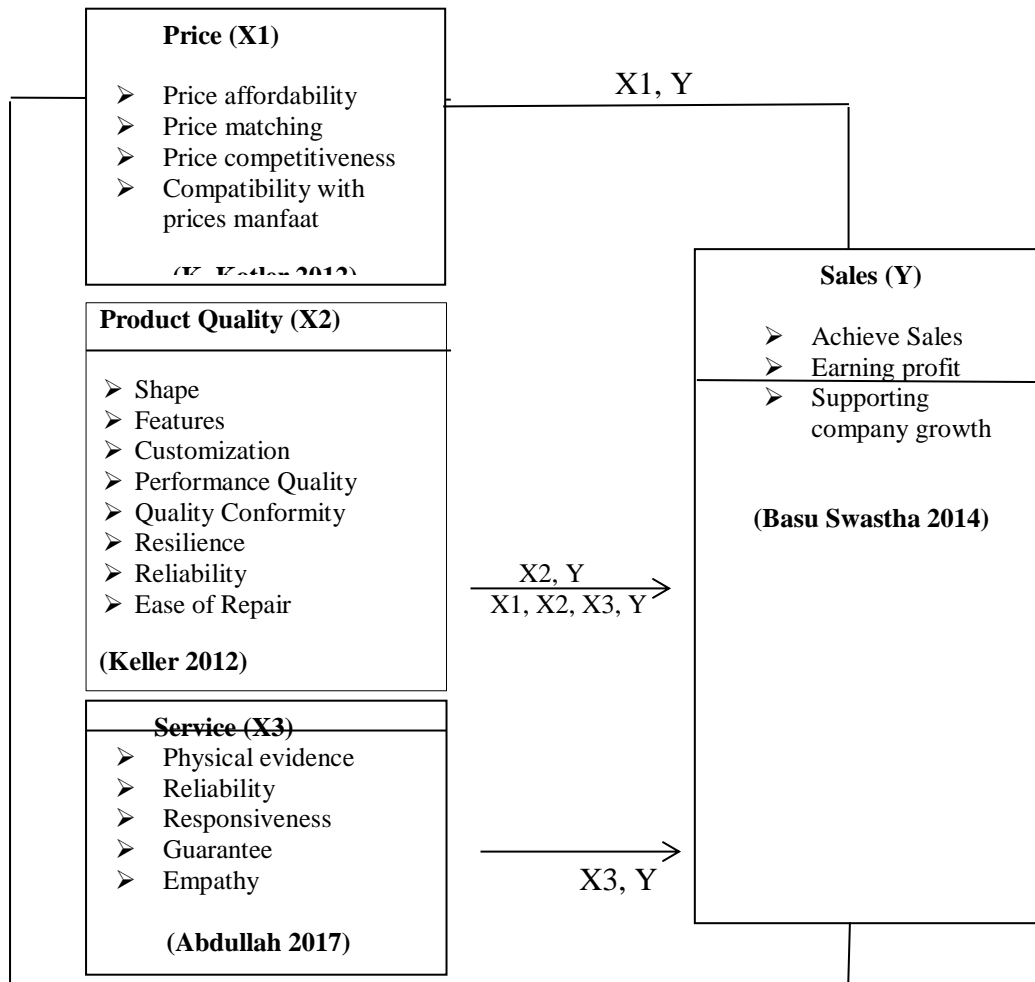 Price (X1)
➢ Price affordability
➢ Price matching
➢ Price competitiveness
➢ Compatibility with
prices manfaat
(K. Kotler 2012)
X1, Y
Product Quality (X2)
➢ Shape
➢ Features
➢ Customization
➢ Performance Quality
➢ Quality Conformity
➢ Resilience
➢ Reliability
➢ Ease of Repair
(Keller 2012)
X2, Y
X1, X2, X3, Y
Service (X3)
➢ Physical evidence
➢ Reliability
➢ Responsiveness
➢ Guarantee
➢ Empathy
(Abdullah 2017)
X3, Y
Sales (Y)
➢ Achieve Sales
➢ Earning profit
➢ Supporting
company growth
(Basu Swastha 2014)